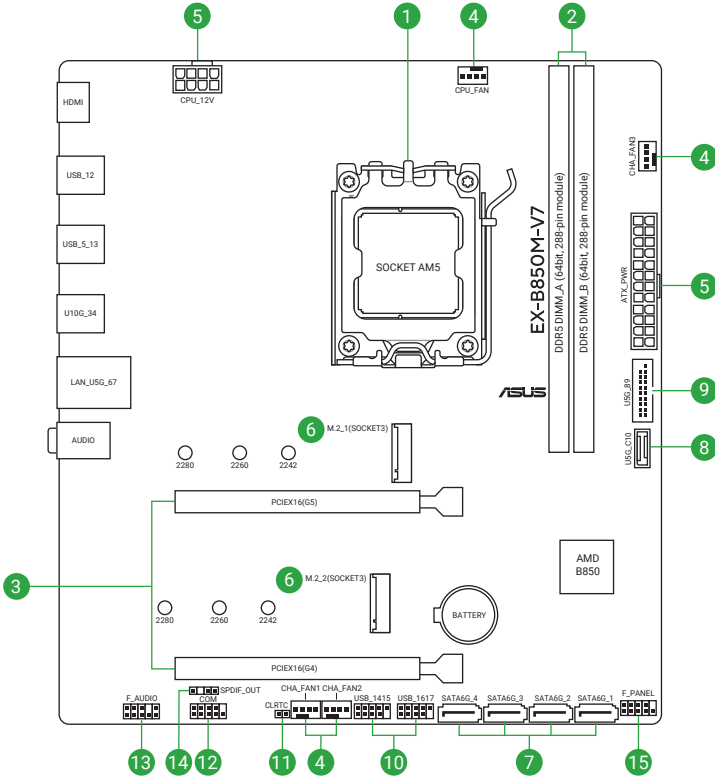 5
1
4
2
CPU_12V
CPU_FAN
HDMI
CHA_FAN3
4
USB_12
USB_5_13
SOCKET AM5
EX-B850M-V7
DDR5 DIMM_A (64bit, 288-pin module)
DDR5 DIMM_B (64bit, 288-pin module)
ATX_PWR
5
U10G_34
LAN_U5G_67
ASUS
U5G_89
9
AUDIO
6
M.2_1(SOCKET3)
U5G_C10
8
2280
2260
2242
PCIEX16(G5)
AMD
B850
3
6
M.2_2(SOCKET3)
2280
2260
2242
BATTERY
PCIEX16(G4)
F_AUDIO
SPDIF_OUT
COM
CLRTC
CHA_FAN1
CHA_FAN2
USB_1415
USB_1617
SATA6G_4
SATA6G_3
SATA6G_2
SATA6G_1
F_PANEL
13
14
12
11
4
10
7
15